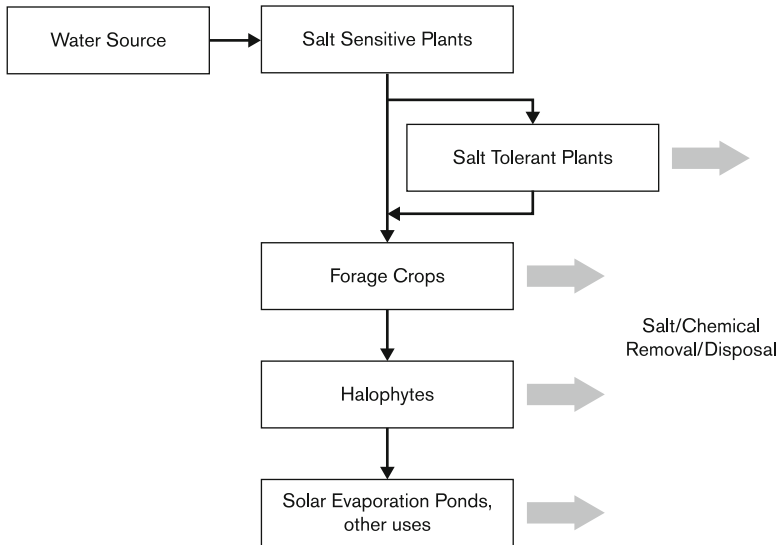 Water Source
Salt Sensitive Plants
Salt Tolerant Plants
Forage Crops
Salt/Chemical
Removal/Disposal
Halophytes
Solar Evaporation Ponds,
other uses